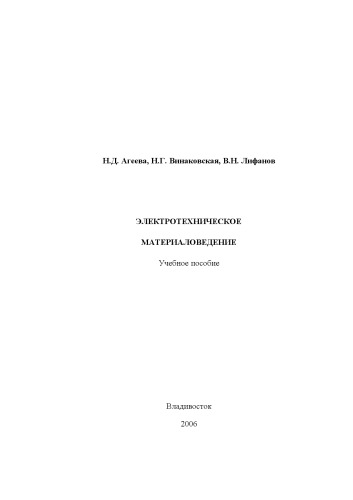 Н.Д. Агеева, Н.Г. Винаковская, В.Н. Лифанов
ЭЛЕКТРОТЕХНИЧЕСКОЕ
МАТЕРИАЛОВЕДЕНИЕ
Учебное пособие
Владивосток
2006